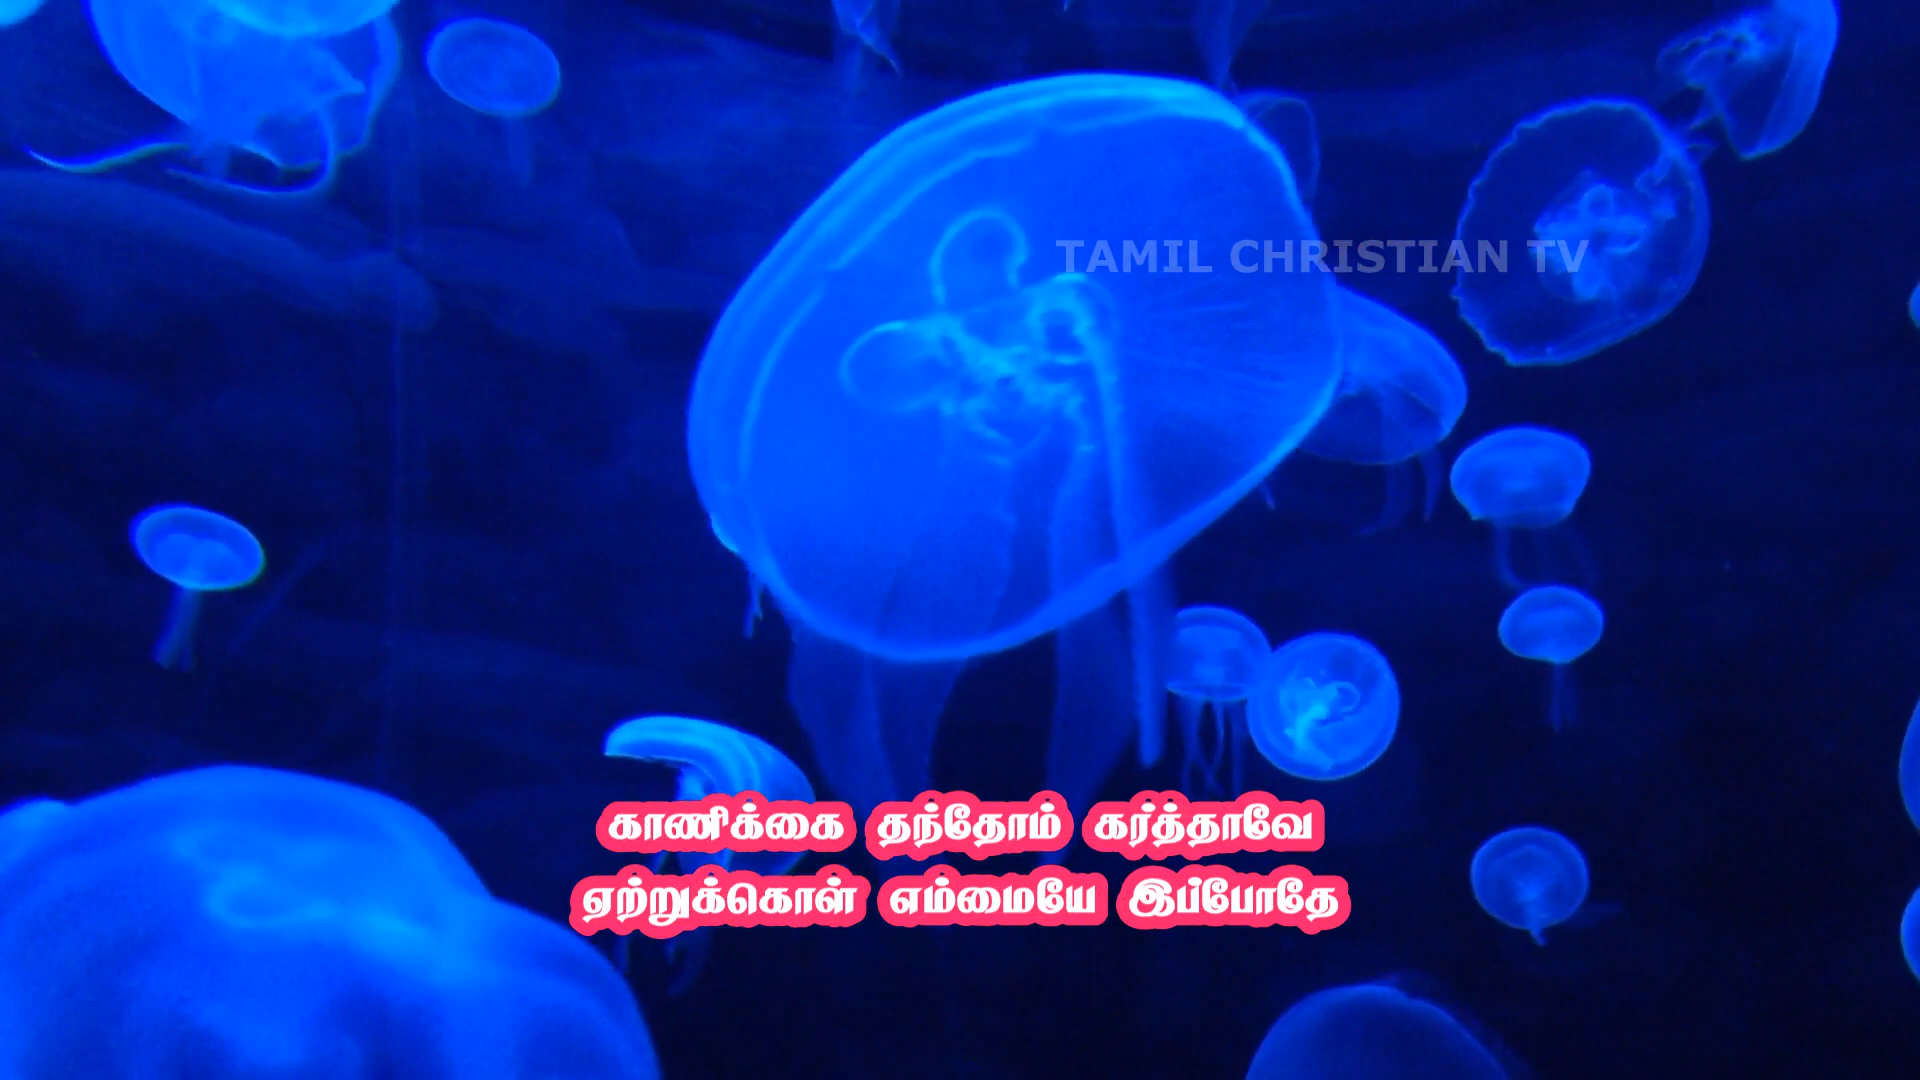 TAMIL CHRISTIAN TV
காணிக்கை தந்தோம் கர்த்தாவே
ஏற்றுக்கொள் எம்மையே இப்போதே